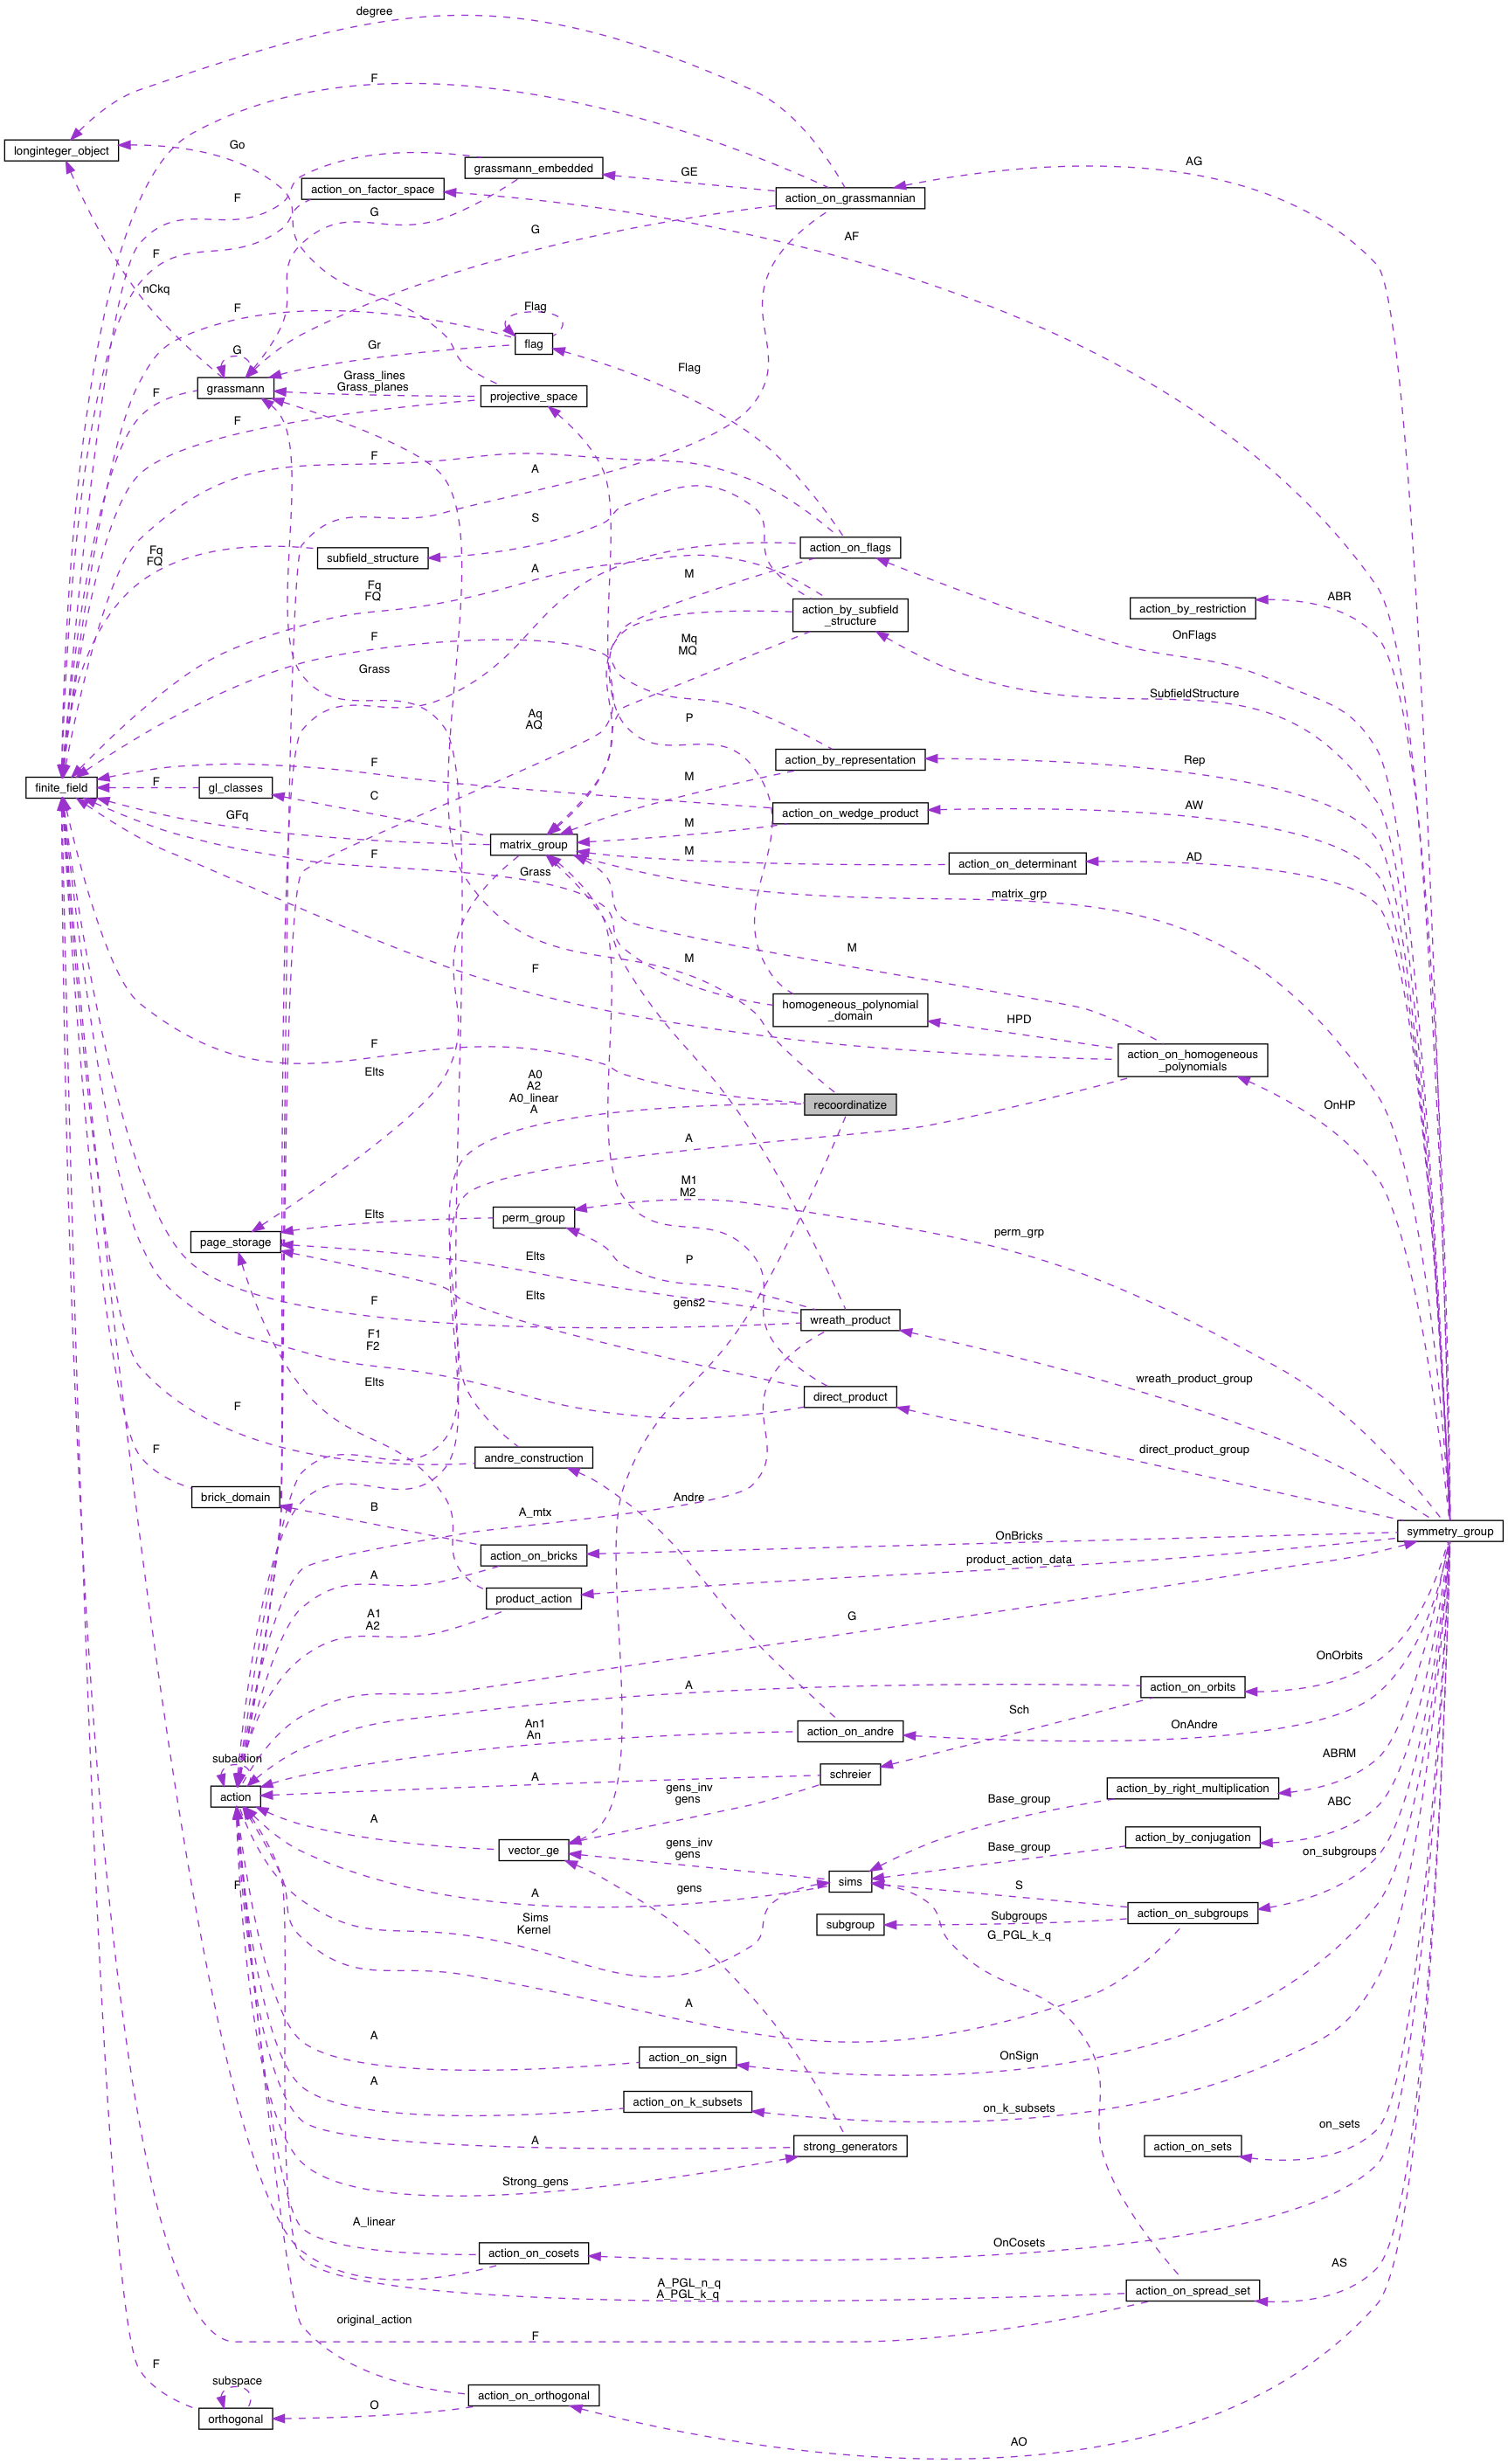 degree
F
Go
longinteger_object
grassmann_embedded
GE
AG
action_on_factor_space
action_on_grassmannian
F
G
G
AF
F
nCkq
Flag
F
flag
Gr
G
Flag
grassmann
Grass_lines
Grass_planes
projective_space
F
F
F
A
S
action_on_flags
Fq
FQ
subfield_structure
A
M
Fq
FQ
action_by_subfield
_structure
action_by_restriction
ABR
OnFlags
F
Mq
MQ
Grass
SubfieldStructure
Aq
AQ
P
action_by_representation
Rep
F
M
finite_field
F
gl_classes
C
action_on_wedge_product
AW
GFq
M
matrix_group
M
action_on_determinant
AD
F
Grass
matrix_grp
M
M
F
homogeneous_polynomial
_domain
HPD
action_on_homogeneous
_polynomials
F
Elts
A0
A2
A0_linear
A
recoordinatize
OnHP
A
M1
M2
Elts
perm_group
page_storage
perm_grp
Elts
P
F
Elts
gens2
wreath_product
F1
F2
Elts
wreath_product_group
direct_product
F
direct_product_group
F
andre_construction
brick_domain
B
A_mtx
Andre
symmetry_group
OnBricks
action_on_bricks
product_action_data
A
product_action
A1
A2
G
OnOrbits
A
action_on_orbits
Sch
An1
An
action_on_andre
OnAndre
subaction
ABRM
A
schreier
action
gens_inv
gens
Base_group
action_by_right_multiplication
ABC
A
vector_ge
gens_inv
gens
Base_group
action_by_conjugation
on_subgroups
F
A
gens
sims
S
action_on_subgroups
Sims
Kernel
subgroup
Subgroups
G_PGL_k_q
A
A
action_on_sign
OnSign
A
action_on_k_subsets
on_k_subsets
on_sets
A
strong_generators
action_on_sets
Strong_gens
A_linear
action_on_cosets
OnCosets
AS
A_PGL_n_q
A_PGL_k_q
action_on_spread_set
original_action
F
F
subspace
action_on_orthogonal
O
orthogonal
AO